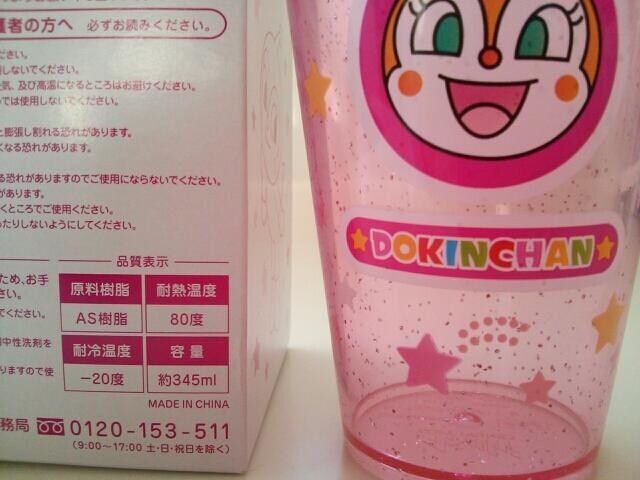 護者の方へ 必ずお読みください。
ださい。
しないでください。
気、及び高温になるところはお避けください。
では使用しないでください。
と膨張し割れる恐れがあります。
くなる恐れがあります。
る恐れがありますのでご使用にならないでください。
があります。
くところでご使用ください。
ったりしないようにしてください。
品質表示
ため、お手
さい。
原料樹脂 耐熱温度
AS樹脂 80度
でください。
中性洗剤を
耐冷温度 容量
−20度 約345ml
りますので使
MADE IN CHINA
務局 0120-153-511
(9:00〜17:00 土・日・祝日を除く)
DOKINCHAN